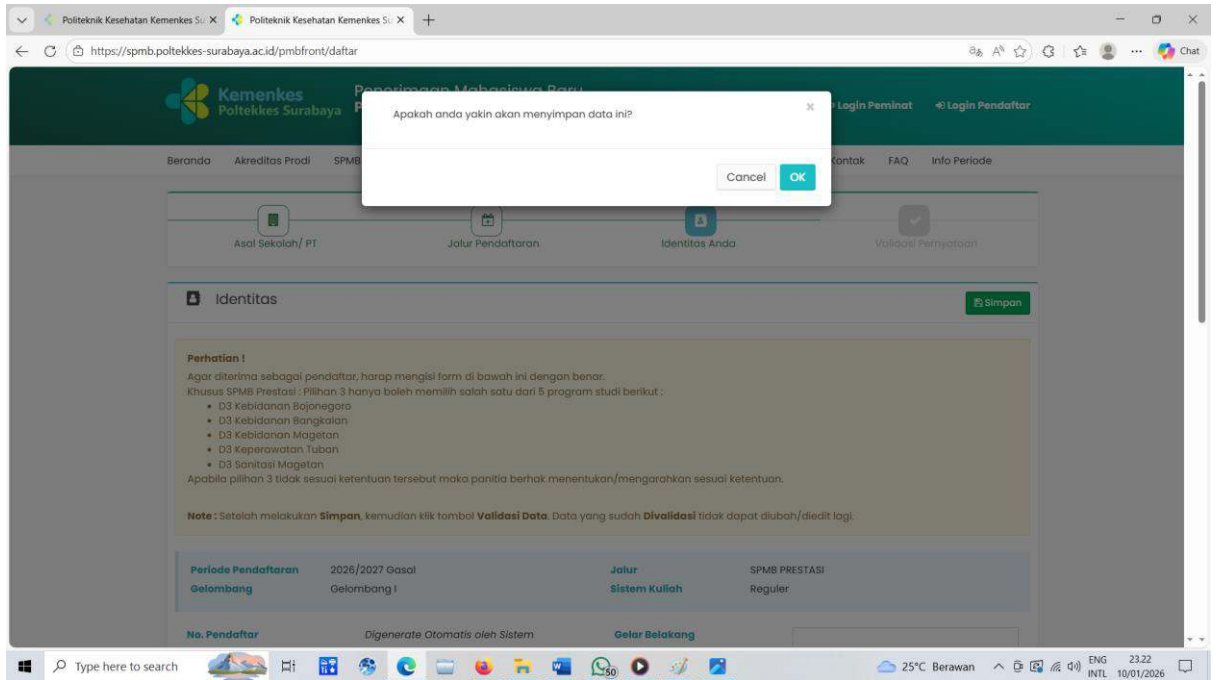 Politeknik Kesehatan Kemenkes Su
Politeknik Kesehatan Kemenkes Su
https://spmb.poltekkes-surabaya.ac.id/pmbfront/daftar
Chat
Kemenkes
Poltekkes Surabaya
Penerimaan Mahasiswa Baru
Login Peminat
Login Pendaftar
Apakah anda yakin akan menyimpan data ini?
Cancel
OK
Beranda
Akreditas Prodi
SPMB
Kontak
FAQ
Info Periode
Asal Sekolah/ PT
Jalur Pendaftaran
Identitas Anda
Validasi Pernyataan
Identitas
Simpan
Perhatian !
Agar diterima sebagai pendaftar, harap mengisi form di bawah ini dengan benar.
Khusus SPMB Prestasi : Pilihan 3 hanya boleh memilih salah satu dari 5 program studi berikut :
D3 Kebidanan Bojonegoro
D3 Kebidanan Bangkalan
D3 Kebidanan Magetan
D3 Keperawatan Tuban
D3 Sanitasi Magetan
Apabila pilihan 3 tidak sesuai ketentuan tersebut maka panitia berhak menentukan/mengarahkan sesuai ketentuan.
Note : Setelah melakukan Simpan, kemudian klik tombol Validasi Data. Data yang sudah Divalidasi tidak dapat diubah/diedit lagi.
Periode Pendaftaran 2026/2027 Gasal Jalur SPMB PRESTASI
Gelombang Gelombang I Sistem Kuliah Reguler
No. Pendaftar Digenerate Otomatis oleh Sistem Gelar Belakang
Type here to search
50
25°C Berawan
ENG
INTL
23.22
10/01/2026